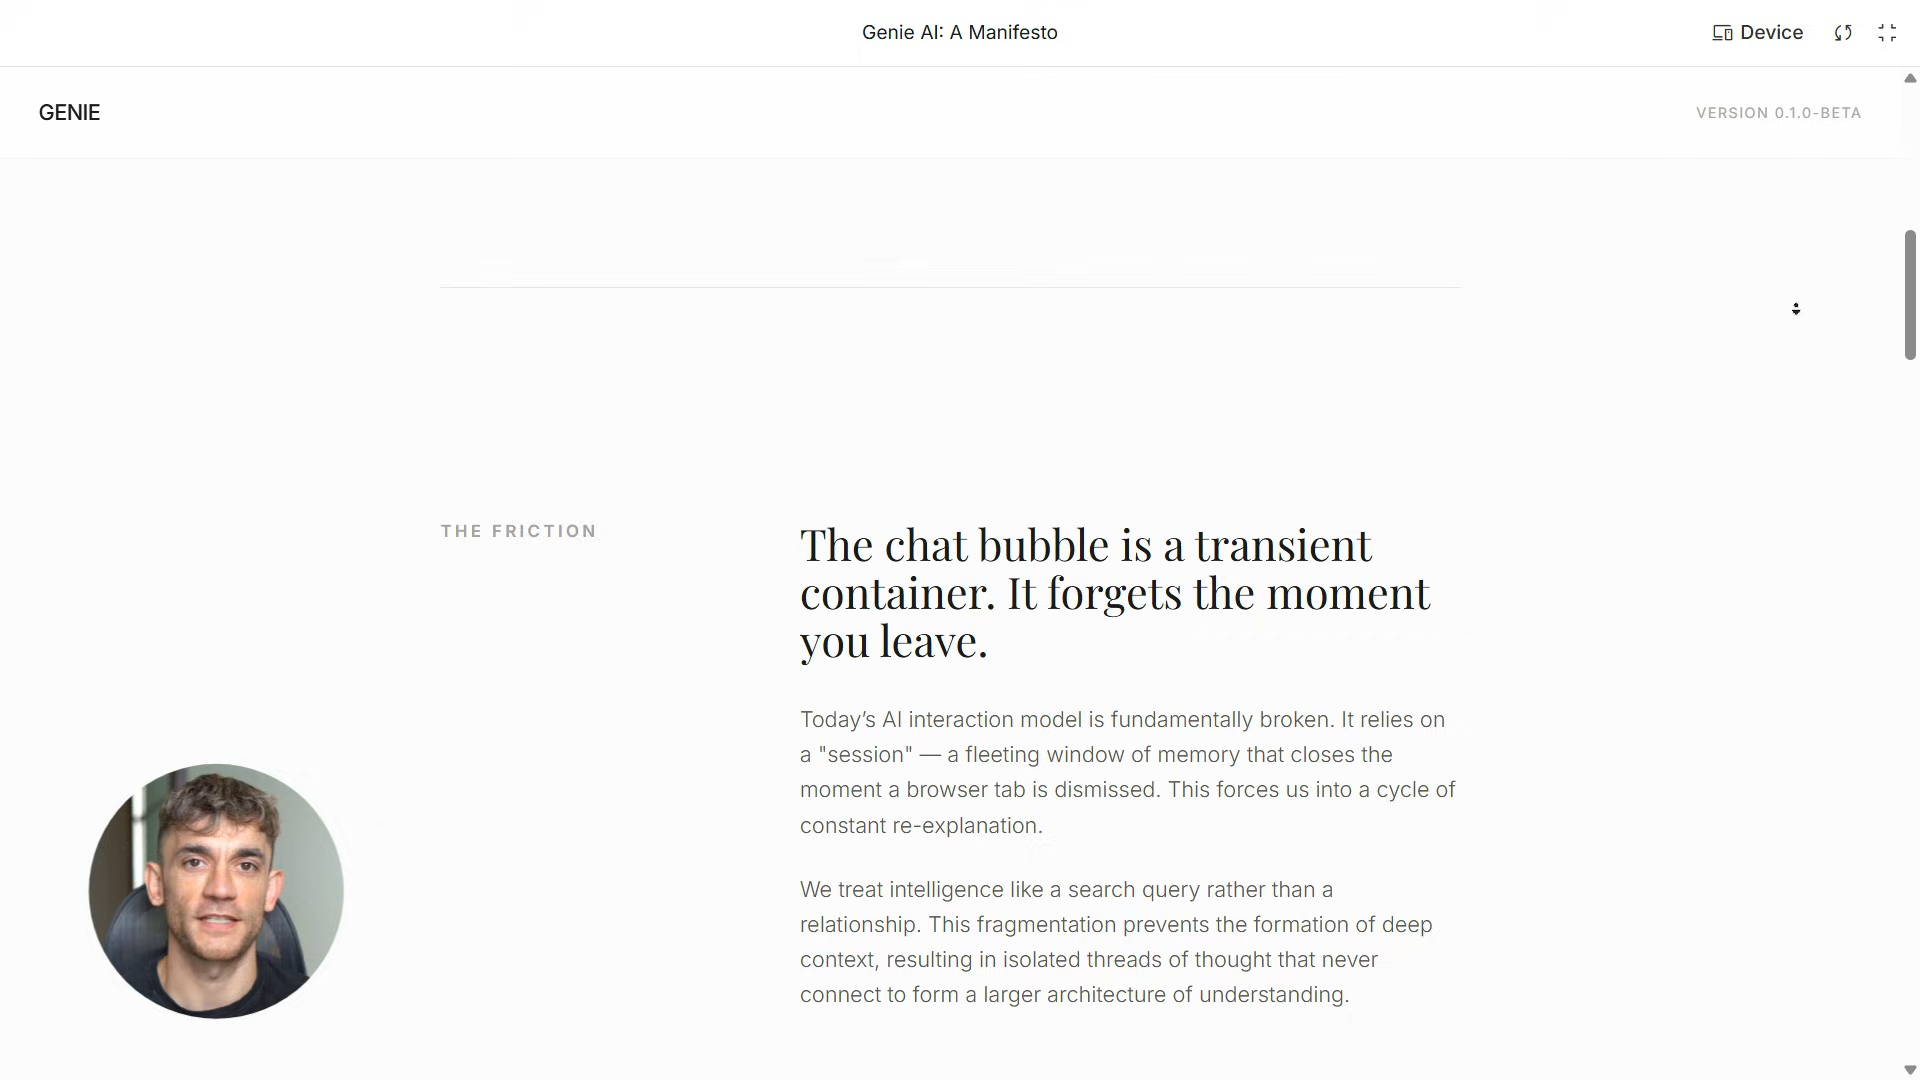 Genie AI: A Manifesto
Device
GENIE
VERSION 0.1.0-BETA
THE FRICTION
The chat bubble is a transient
container. It forgets the moment
you leave.
Today’s AI interaction model is fundamentally broken. It relies on
a "session" — a fleeting window of memory that closes the
moment a browser tab is dismissed. This forces us into a cycle of
constant re-explanation.
We treat intelligence like a search query rather than a
relationship. This fragmentation prevents the formation of deep
context, resulting in isolated threads of thought that never
connect to form a larger architecture of understanding.